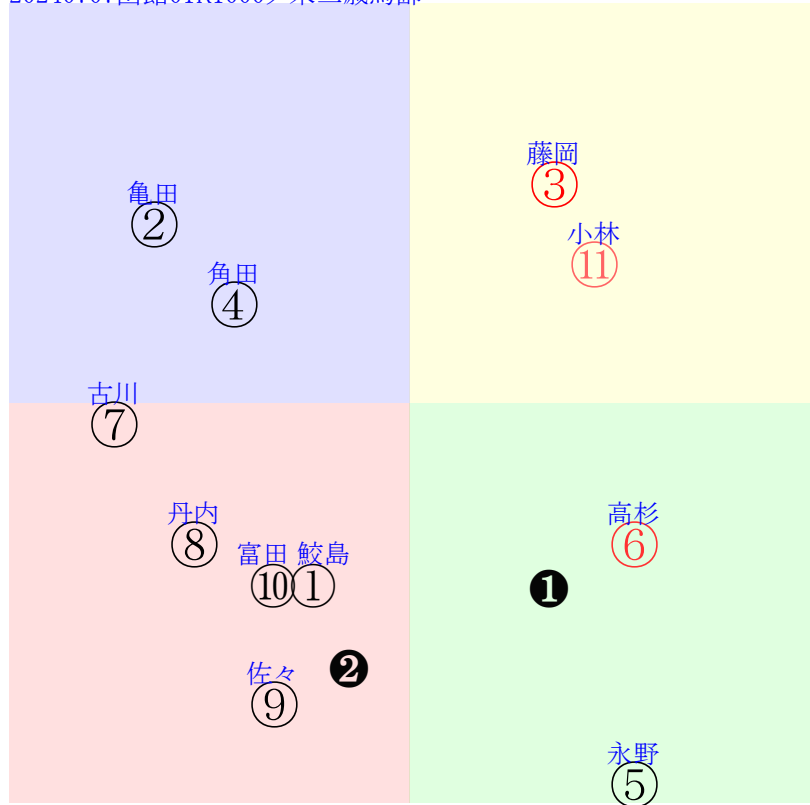 藤岡
③
亀田
②
小林
⑪
角田
④
古川
⑦
丹内
⑧
高杉
⑥
富田 鮫島
⑩①
❶
佐々
❷
⑨
永野
⑤